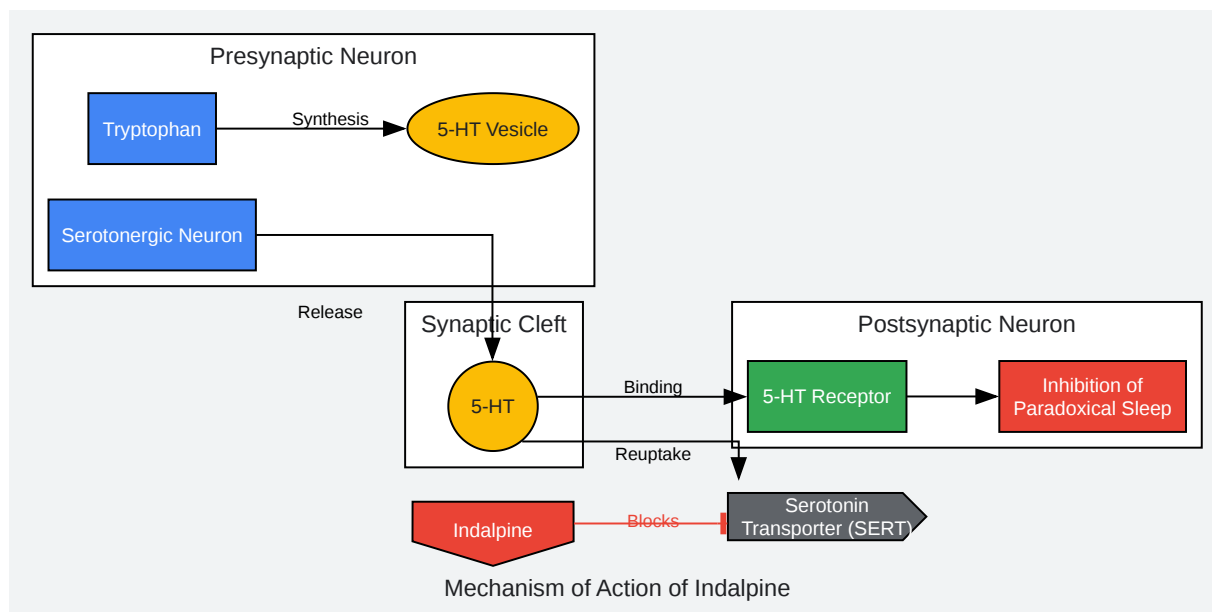 Presynaptic Neuron
Tryptophan
Synthesis
5-HT Vesicle
Serotonergic Neuron
Release
Synaptic Cleft
5-HT
Binding
Reuptake
Postsynaptic Neuron
5-HT Receptor
Inhibition of
Paradoxical Sleep
Indalpine
Blocks
Serotonin
Transporter (SERT)
Mechanism of Action of Indalpine